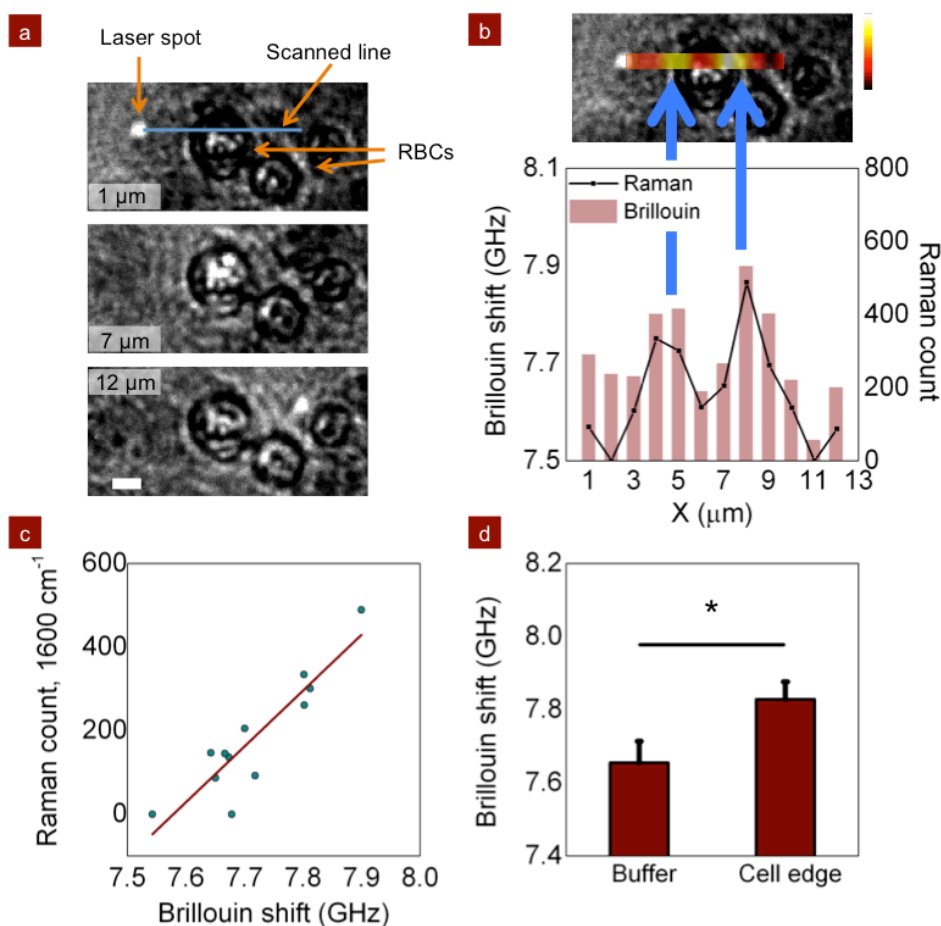 a
Laser spot
Scanned line
RBCs
1 μm
7 μm
12 μm
b
8.1
7.9
7.7
7.5
Brillouin shift (GHz)
Raman
Brillouin
800
600
400
200
0
Raman count
1 3 5 7 9 11 13
X (μm)
c
600
400
200
0
Raman count, 1600 cm⁻¹
7.5 7.6 7.7 7.8 7.9 8.0
Brillouin shift (GHz)
d
8.2
8.0
7.8
7.6
7.4
Brillouin shift (GHz)
*
Buffer Cell edge